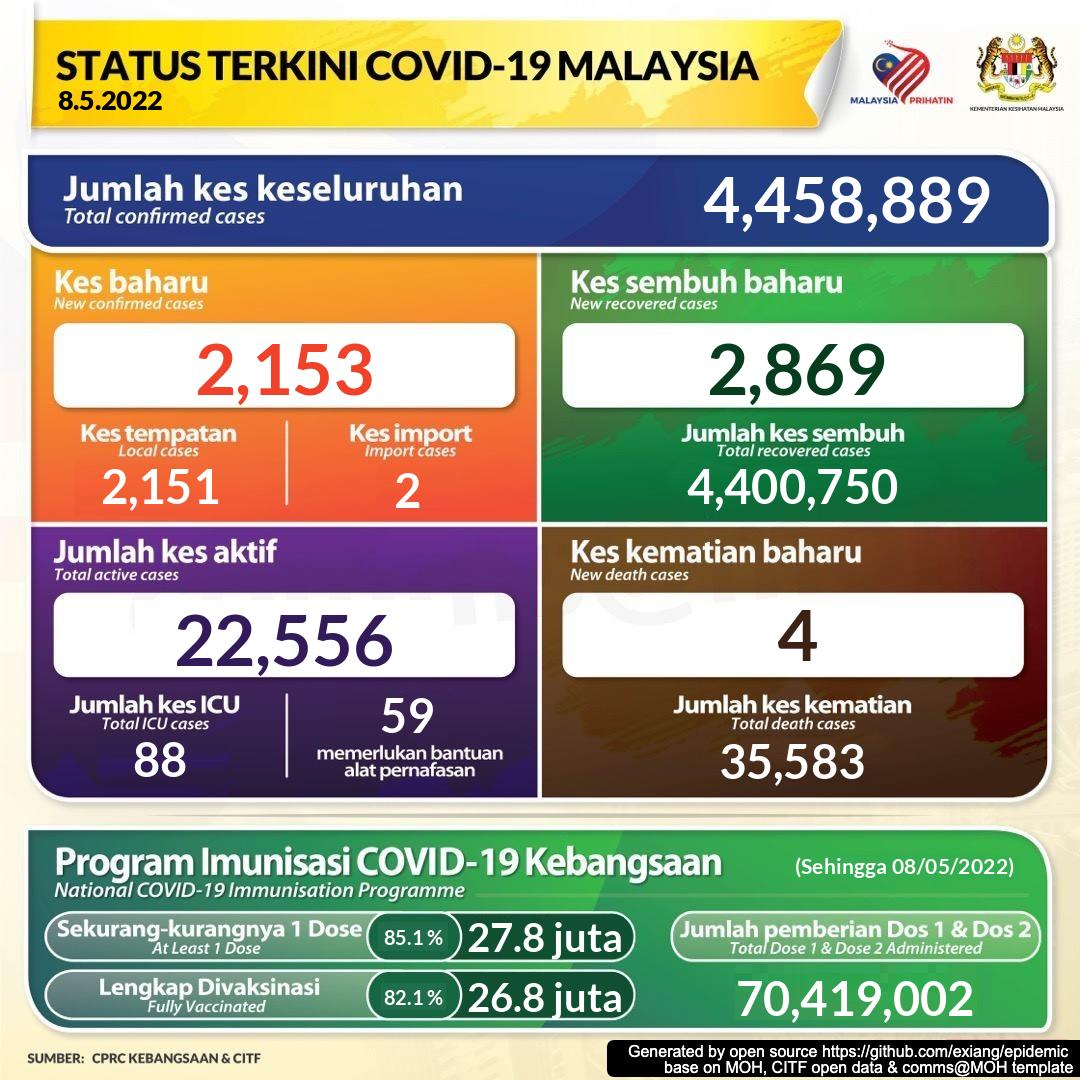 STATUS TERKINI COVID-19 MALAYSIA
8.5.2022
MALAYSIA PRIHATIN
KEMENTERIAN KESIHATAN MALAYSIA
Jumlah kes keseluruhan
Total confirmed cases
4,458,889
Kes baharu
New confirmed cases
2,153
Kes tempatan
Local cases
2,151
Kes import
Import cases
2
Kes sembuh baharu
New recovered cases
2,869
Jumlah kes sembuh
Total recovered cases
4,400,750
Jumlah kes aktif
Total active cases
22,556
Jumlah kes ICU
Total ICU cases
88
59
memerlukan bantuan
alat pernafasan
Kes kematian baharu
New death cases
4
Jumlah kes kematian
Total death cases
35,583
Program Imunisasi COVID-19 Kebangsaan
National COVID-19 Immunisation Programme
(Sehingga 08/05/2022)
Sekurang-kurangnya 1 Dose
At Least 1 Dose
85.1%
27.8 juta
Lengkap Divaksinasi
Fully Vaccinated
82.1%
26.8 juta
Jumlah pemberian Dos 1 & Dos 2
Total Dose 1 & Dose 2 Administered
70,419,002
SUMBER: CPRC KEBANGSAAN & CITF
Generated by open source https://github.com/exiang/epidemic
base on MOH, CITF open data & comms@MOH template